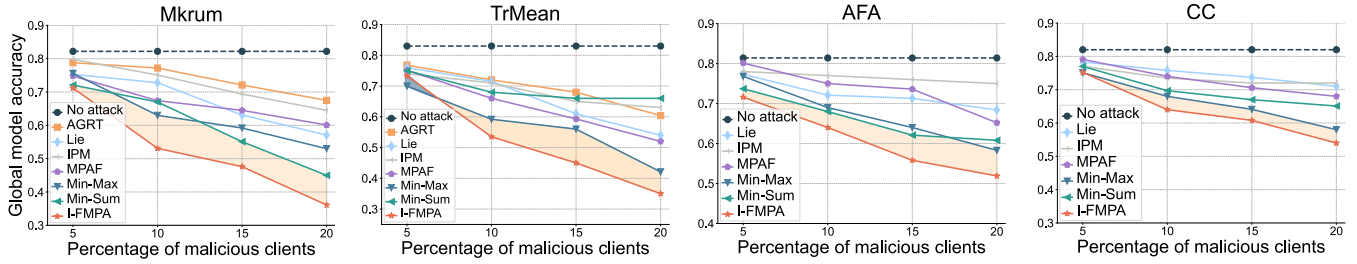 Mkrum
Global model accuracy
0.9
0.8
0.7
0.6
0.5
0.4
0.3
No attack
AGRT
Lie
IPM
MPAF
Min-Max
Min-Sum
I-FMPA
5
10
15
20
Percentage of malicious clients
TrMean
0.9
0.8
0.7
0.6
0.5
0.4
0.3
No attack
AGRT
Lie
IPM
MPAF
Min-Max
Min-Sum
I-FMPA
5
10
15
20
Percentage of malicious clients
AFA
0.9
0.8
0.7
0.6
0.5
0.4
No attack
Lie
IPM
MPAF
Min-Max
Min-Sum
I-FMPA
5
10
15
20
Percentage of malicious clients
CC
0.9
0.8
0.7
0.6
0.5
0.4
0.3
No attack
Lie
IPM
MPAF
Min-Max
Min-Sum
I-FMPA
5
10
15
20
Percentage of malicious clients